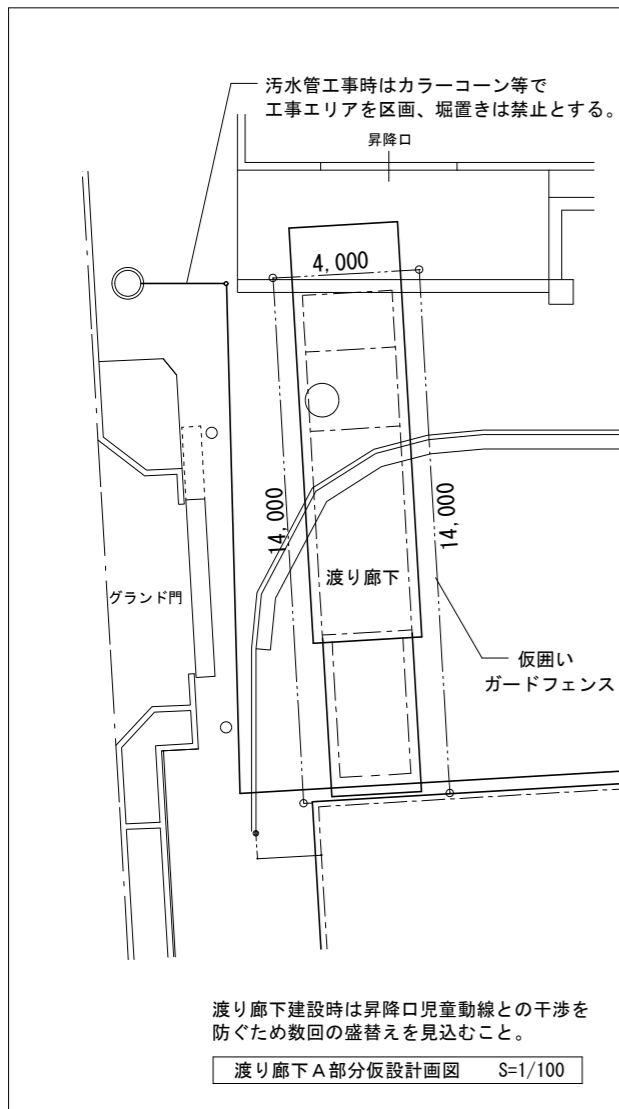 汚水管工事時はカラーコーン等で
工事エリアを区画、堀置きは禁止とする。
昇降口
4,000
14,000
14,000
渡り廊下
グランド門
仮囲い
ガードフェンス
渡り廊下建設時は昇降口児童動線との干渉を
防ぐため数回の盛替えを見込むこと。
渡り廊下A部分仮設計画図 S=1/100